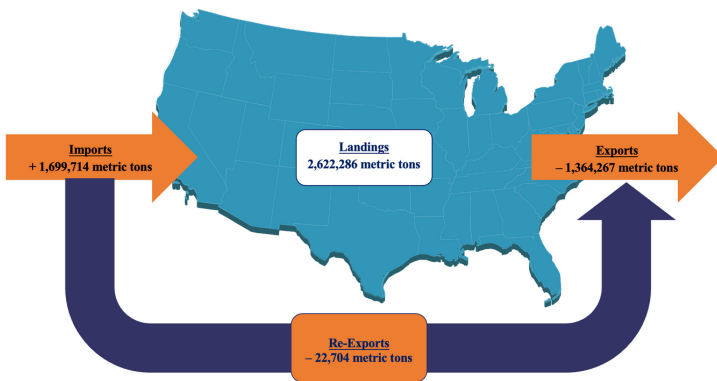 Imports
+ 1,699,714 metric tons
Landings
2,622,286 metric tons
Exports
– 1,364,267 metric tons
Re-Exports
– 22,704 metric tons